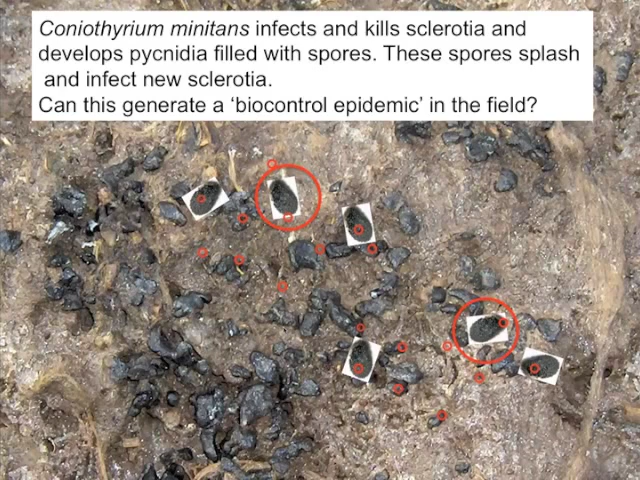 Coniothyrium minitans infects and kills sclerotia and
develops pycnidia filled with spores. These spores splash
and infect new sclerotia.
Can this generate a ‘biocontrol epidemic’ in the field?